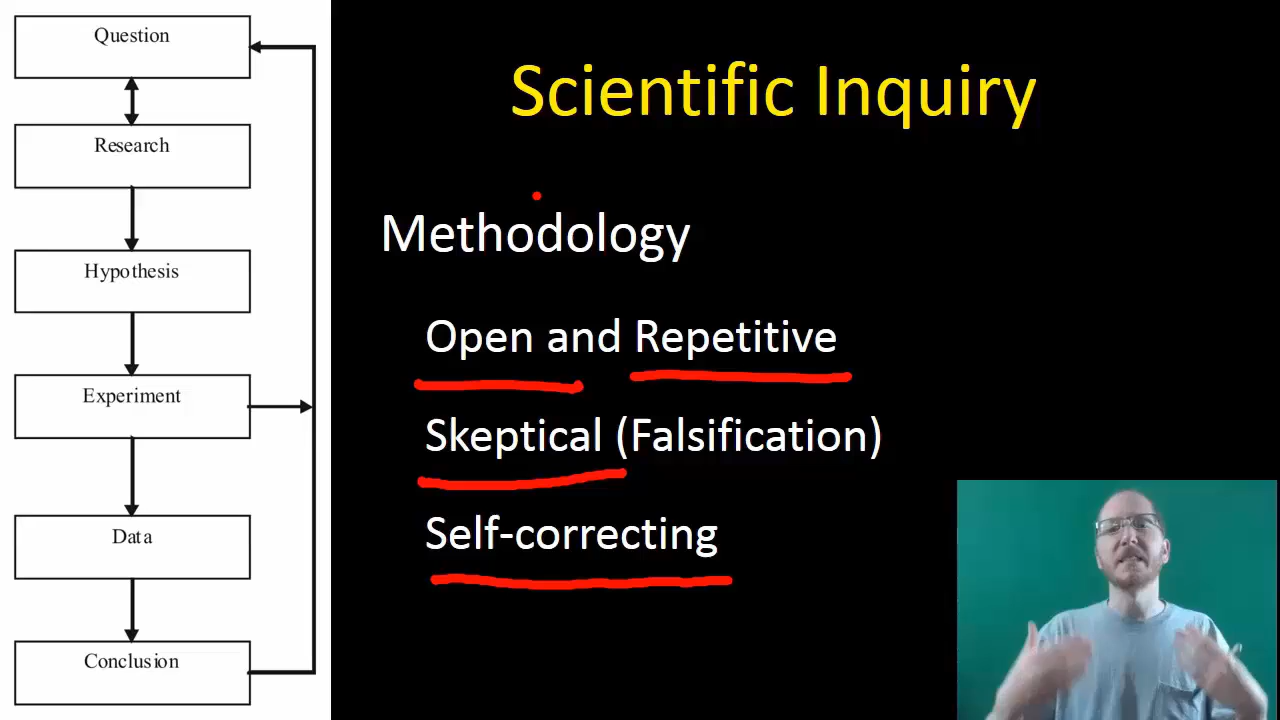 Question
Research
Hypothesis
Experiment
Data
Conclusion
Scientific Inquiry
Methodology
Open and Repetitive
Skeptical (Falsification)
Self-correcting